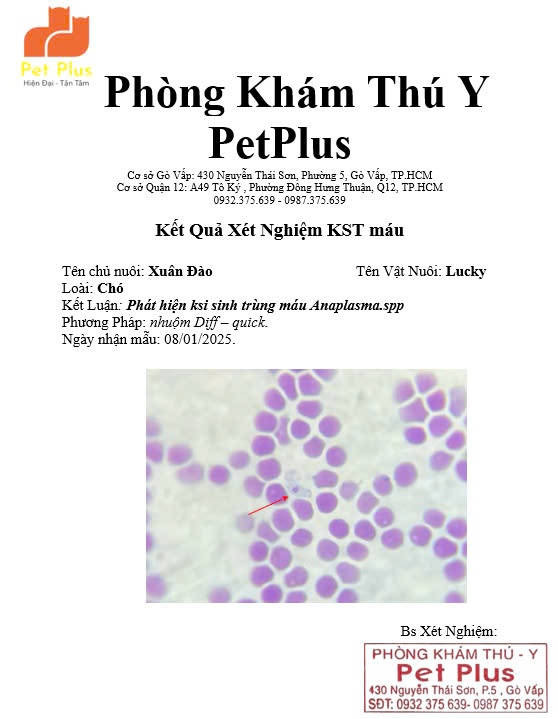 Pet Plus
Hiện Đại - Tận Tâm
Phòng Khám Thú Y
PetPlus
Cơ sở Gò Vấp: 430 Nguyễn Thái Sơn, Phường 5, Gò Vấp, TP.HCM
Cơ sở Quận 12: A49 Tô Ký , Phường Đông Hưng Thuận, Q12, TP.HCM
0932.375.639 - 0987.375.639
Kết Quả Xét Nghiệm KST máu
Tên chủ nuôi: Xuân Đào Tên Vật Nuôi: Lucky
Loài: Chó
Kết Luận: Phát hiện ksi sinh trùng máu Anaplasma.spp
Phương Pháp: nhuộm Diff – quick.
Ngày nhận mẫu: 08/01/2025.
Bs Xét Nghiệm:
PHÒNG KHÁM THÚ - Y
Pet Plus
430 Nguyễn Thái Sơn, P.5 , Gò Vấp
SĐT: 0932 375 639- 0987 375 639